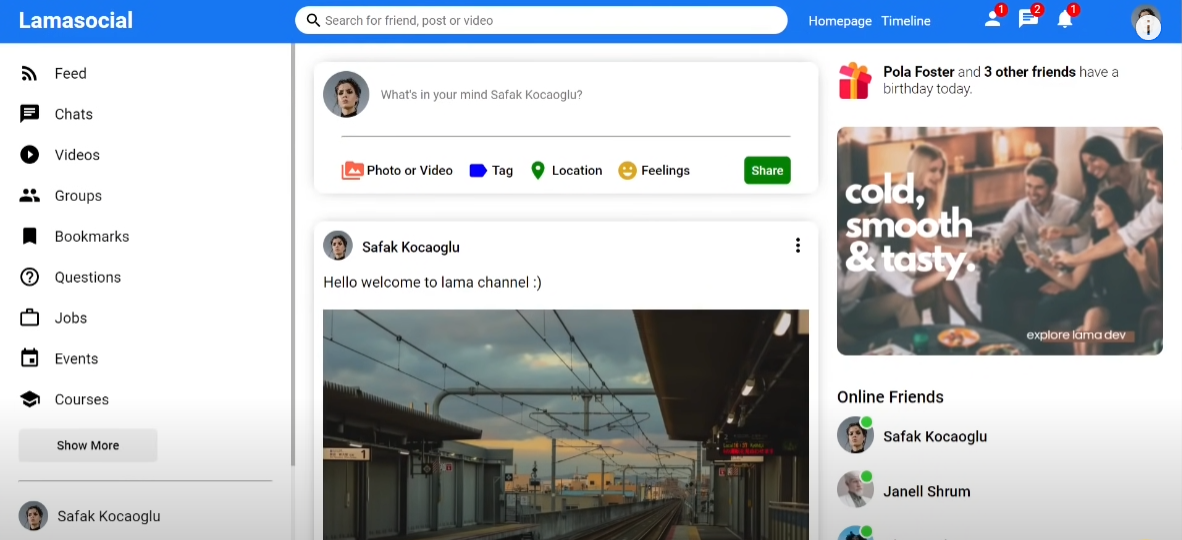 Lamasocial
Search for friend, post or video
Homepage Timeline
1
2
1
Feed
Chats
Videos
Groups
Bookmarks
Questions
Jobs
Events
Courses
Show More
Safak Kocaoglu
What's in your mind Safak Kocaoglu?
Photo or Video Tag Location Feelings Share
Safak Kocaoglu
Hello welcome to lama channel :)
1
2
Pola Foster and 3 other friends have a
birthday today.
cold,
smooth
& tasty.
explore lama dev
Online Friends
Safak Kocaoglu
Janell Shrum